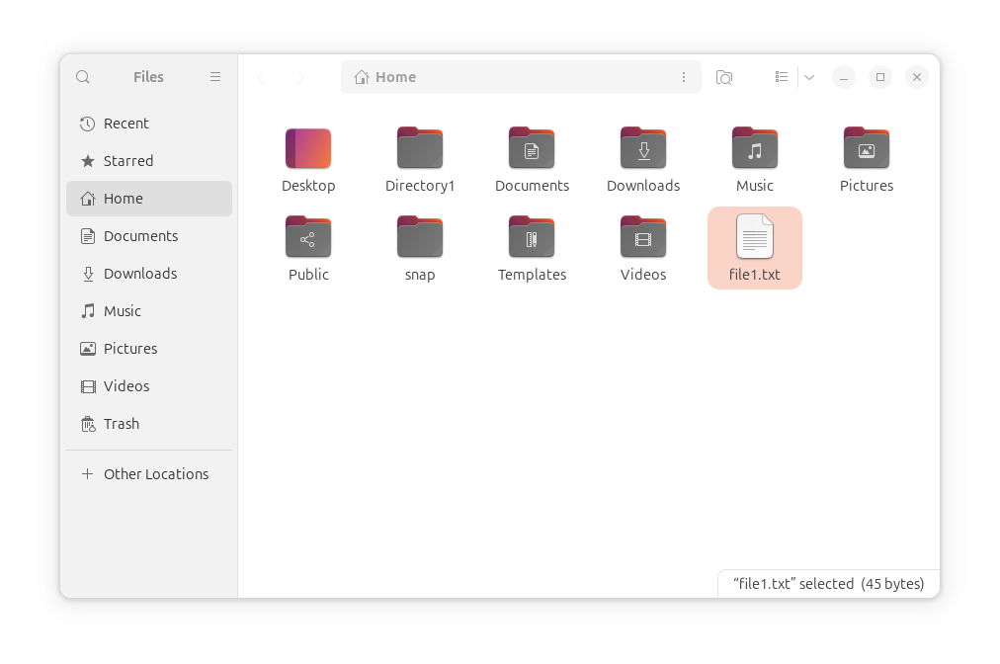 Files
Home
Recent
Starred
Home
Documents
Downloads
Music
Pictures
Videos
Trash
Other Locations
Desktop Directory1 Documents Downloads Music Pictures
Public snap Templates Videos file1.txt
“file1.txt” selected (45 bytes)